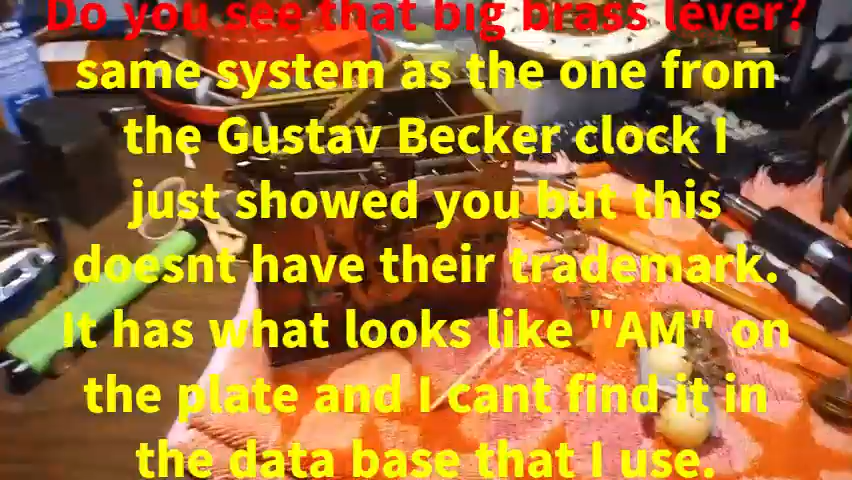 Do you see that big brass lever?
same system as the one from
the Gustav Becker clock I
just showed you but this
doesnt have their trademark.
It has what looks like "AM" on
the plate and I cant find it in
the data base that I use.